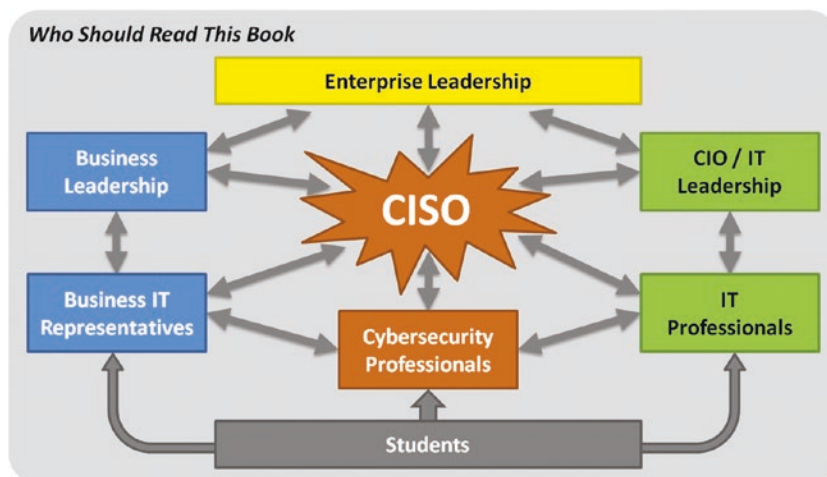 Who Should Read This Book
Enterprise Leadership
Business
Leadership
CISO
CIO / IT
Leadership
Business IT
Representatives
Cybersecurity
Professionals
IT
Professionals
Students